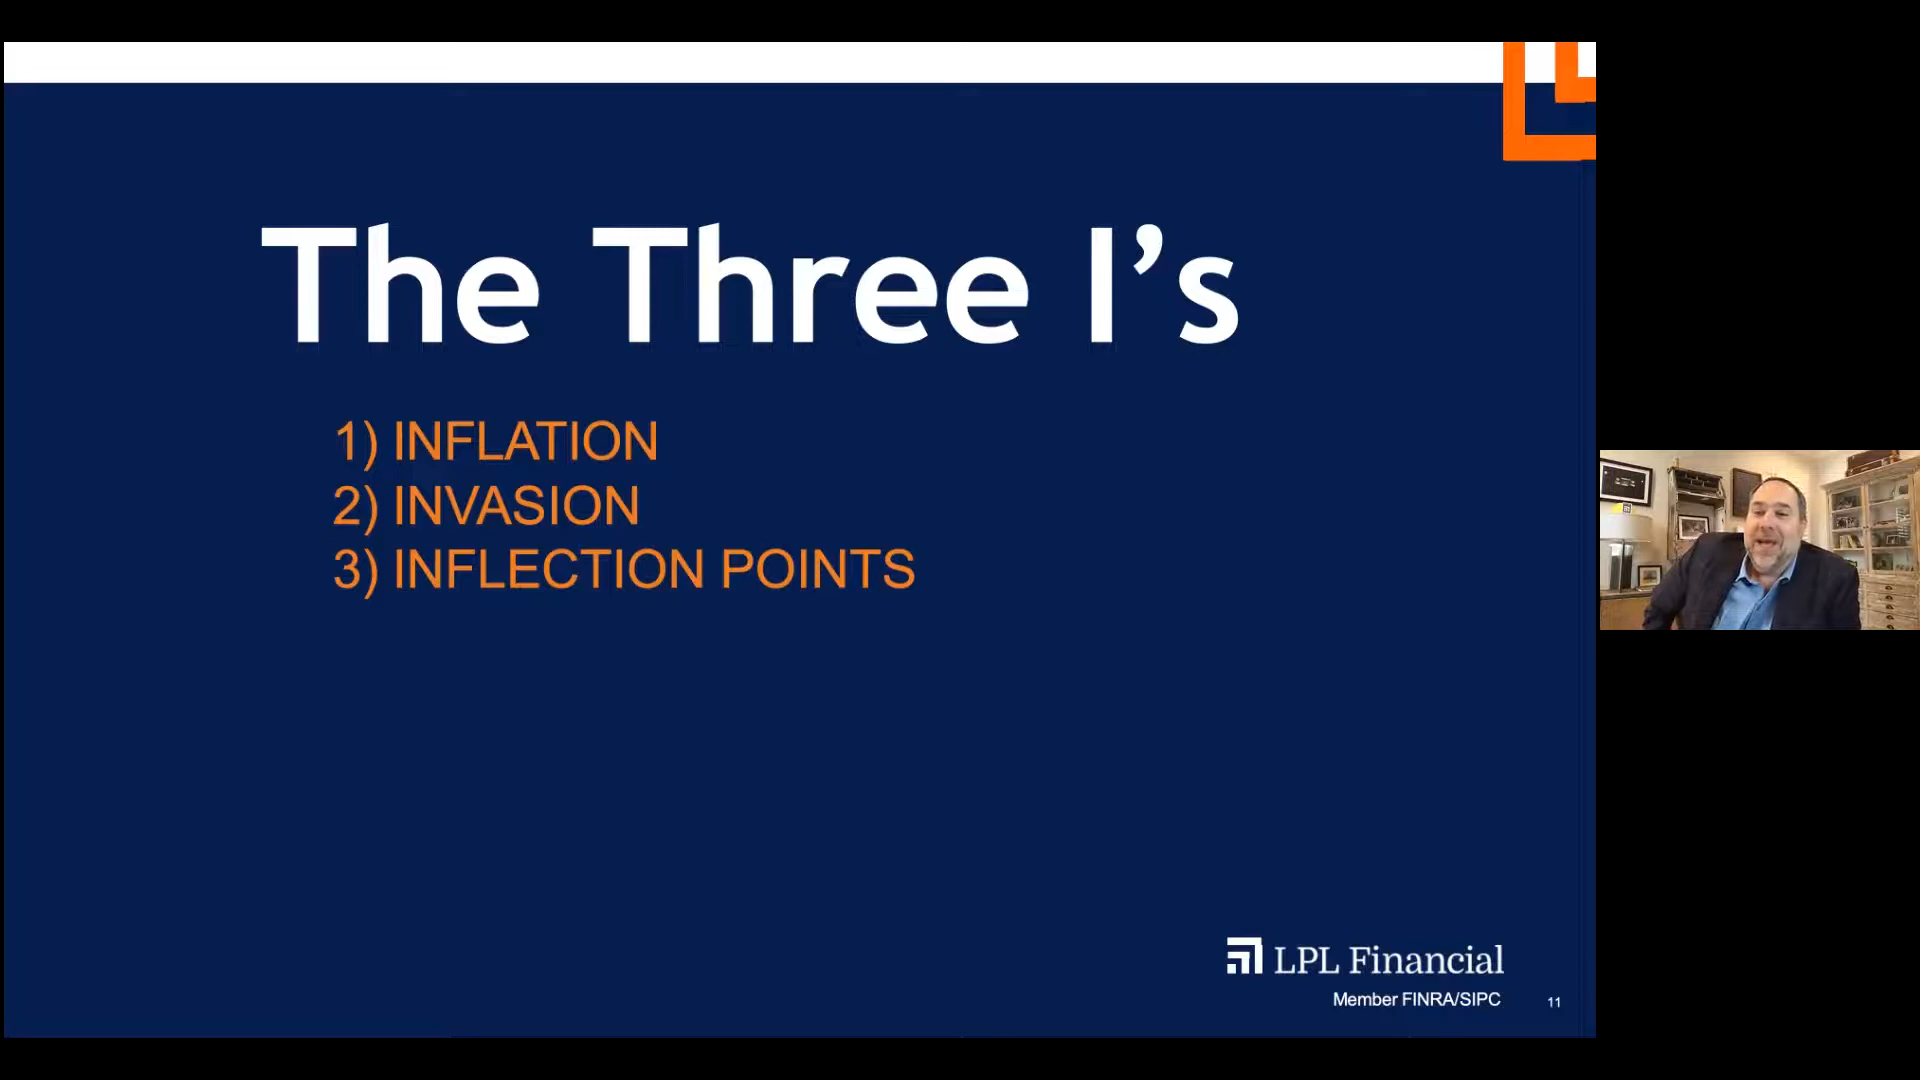 The Three I’s
1) INFLATION
2) INVASION
3) INFLECTION POINTS
LPL Financial
Member FINRA/SIPC
11